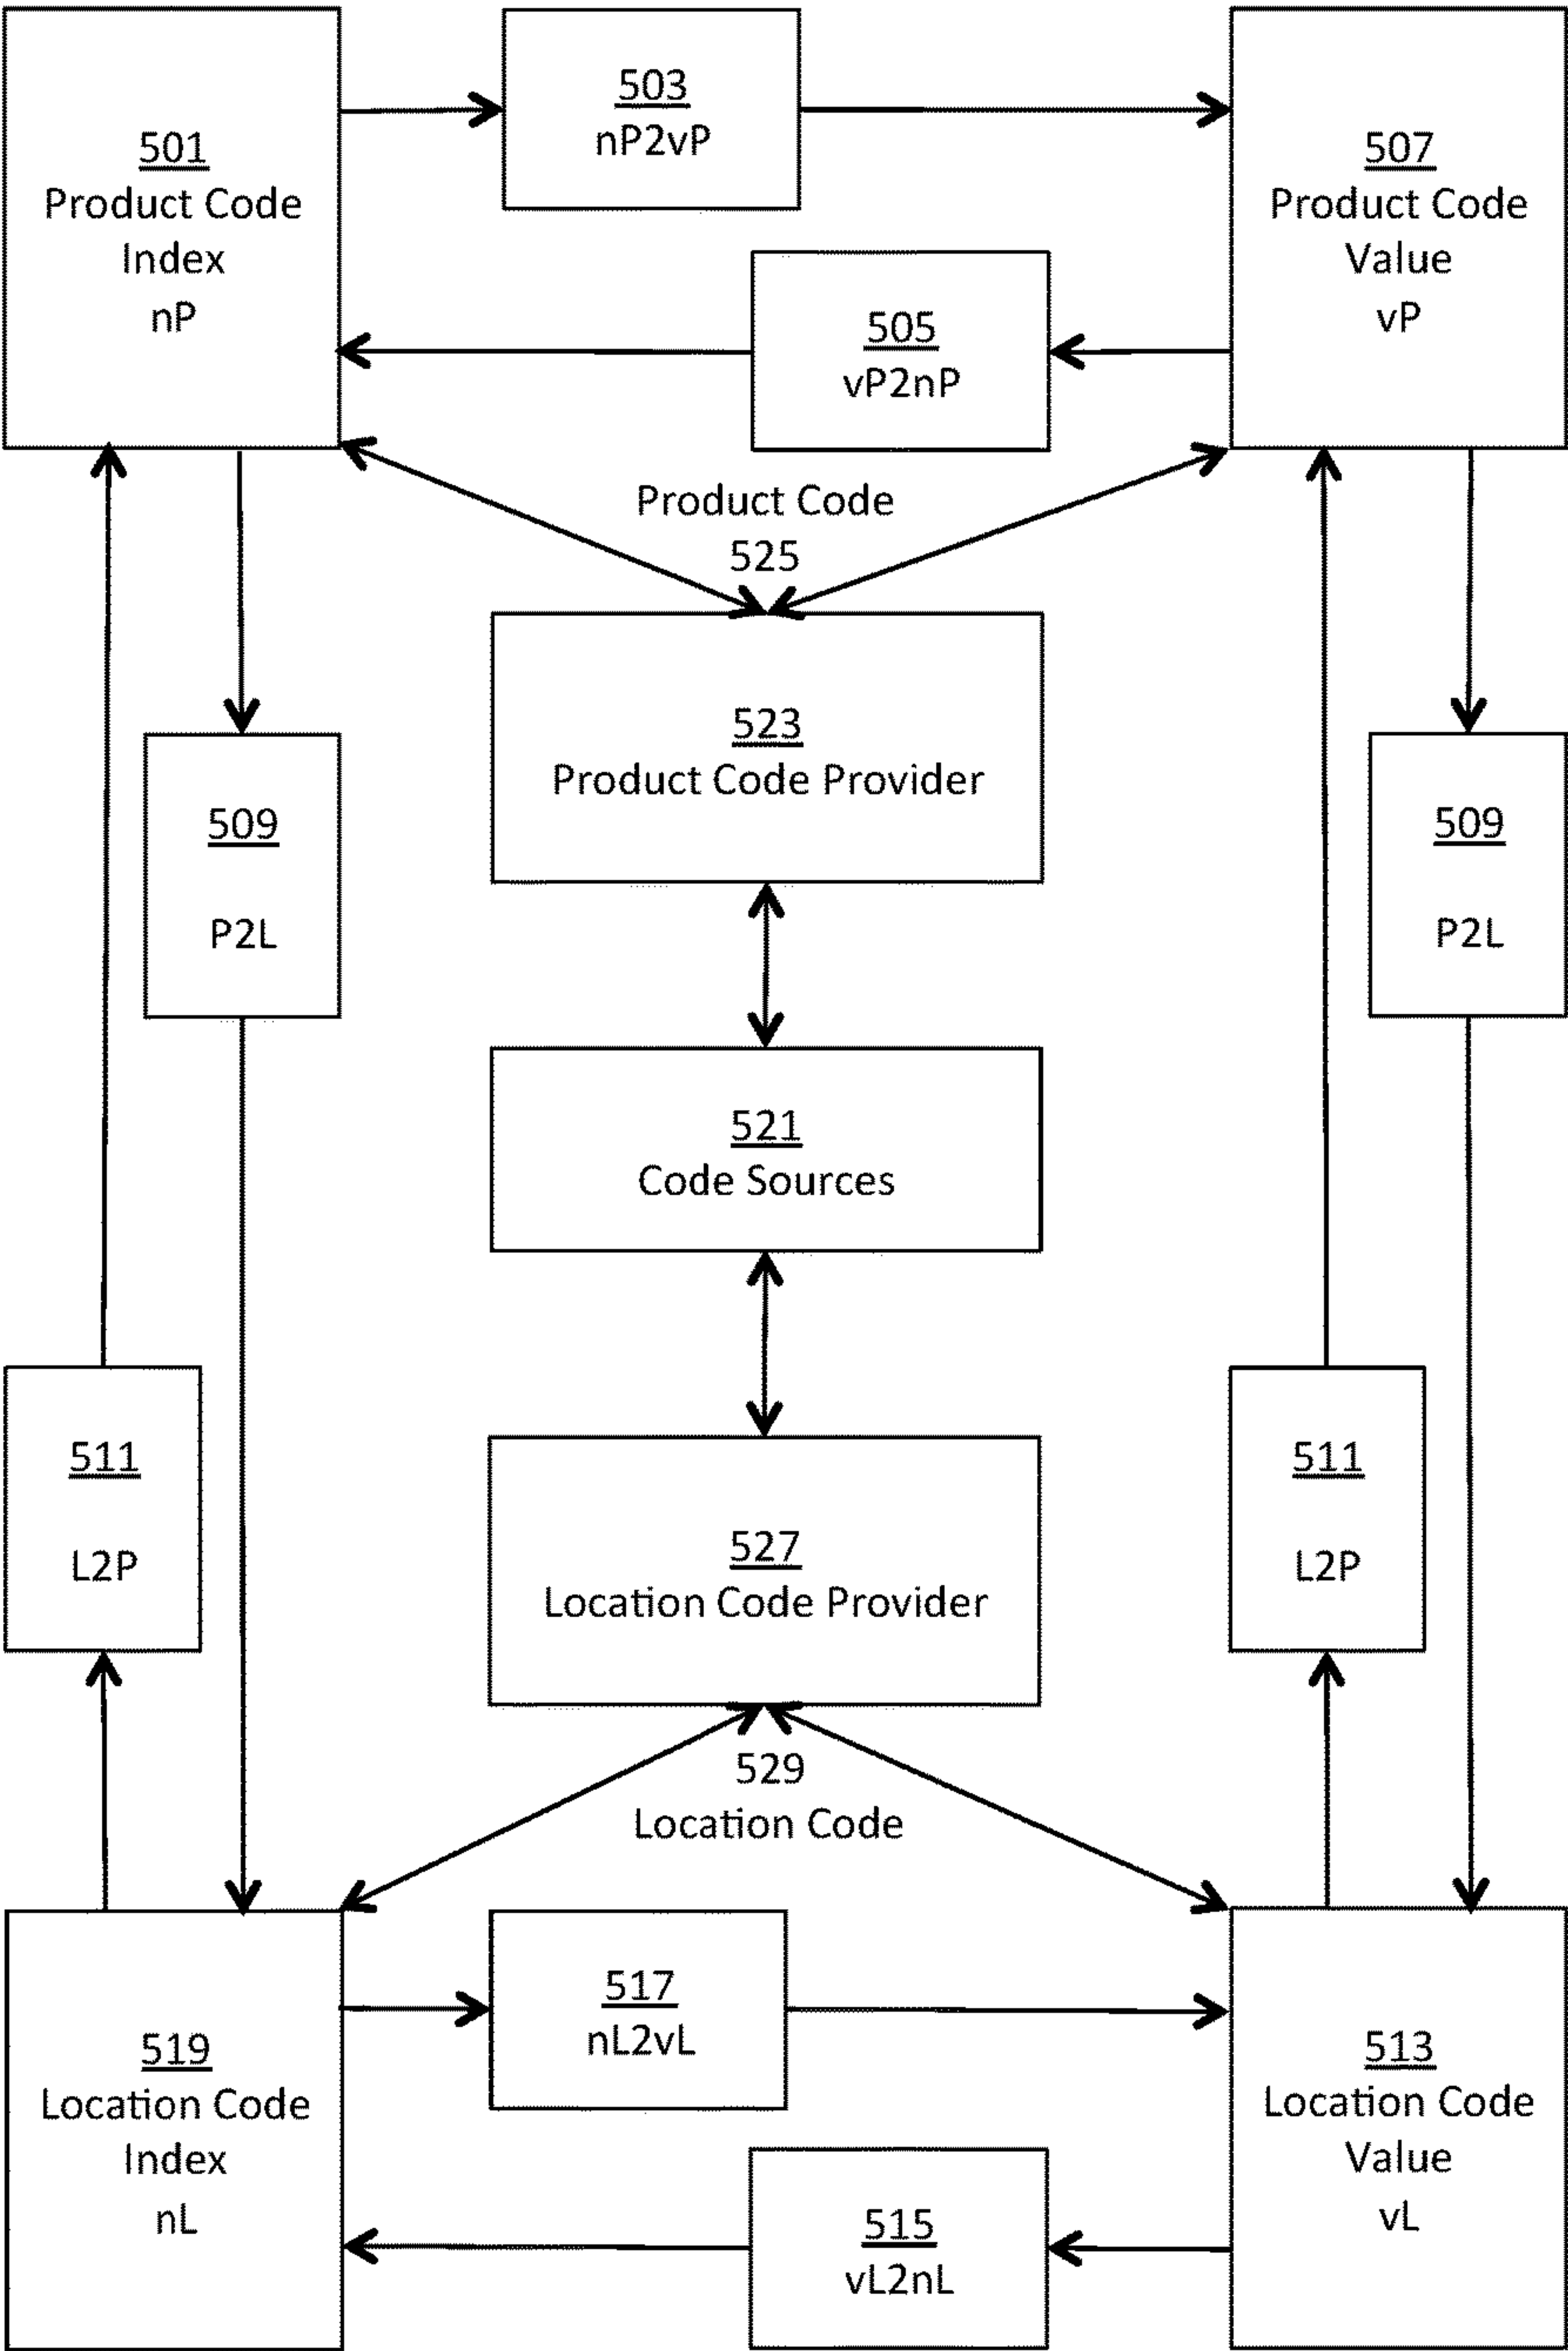 501
Product Code
Index
nP
503
nP2vP
507
Product Code
Value
vP
505
vP2nP
Product Code
525
523
Product Code Provider
509
P2L
509
P2L
521
Code Sources
511
L2P
511
L2P
527
Location Code Provider
529
Location Code
519
Location Code
Index
nL
517
nL2vL
513
Location Code
Value
vL
515
vL2nL